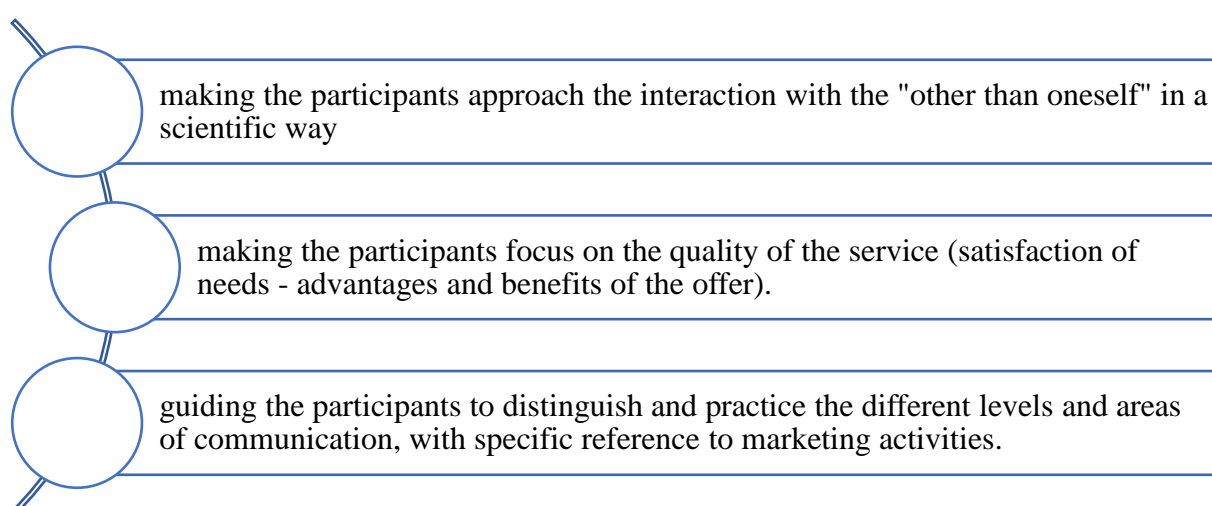 making the participants approach the interaction with the "other than oneself" in a
scientific way
making the participants focus on the quality of the service (satisfaction of
needs - advantages and benefits of the offer).
guiding the participants to distinguish and practice the different levels and areas
of communication, with specific reference to marketing activities.